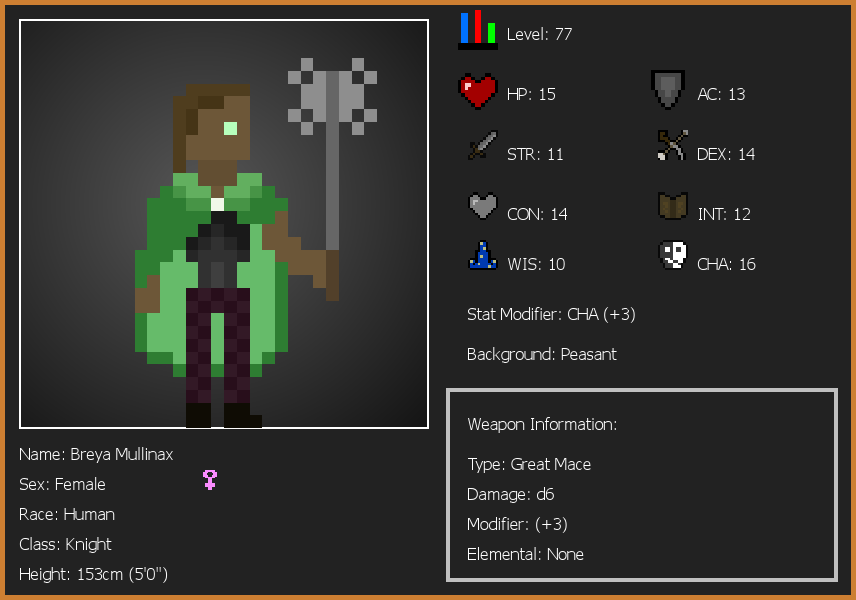 Level: 77
HP: 15
AC: 13
STR: 11
DEX: 14
CON: 14
INT: 12
WIS: 10
CHA: 16
Stat Modifier: CHA (+3)
Background: Peasant
Weapon Information:
Type: Great Mace
Damage: d6
Modifier: (+3)
Elemental: None
Name: Breya Mullinax
Sex: Female
Race: Human
Class: Knight
Height: 153cm (5'0")